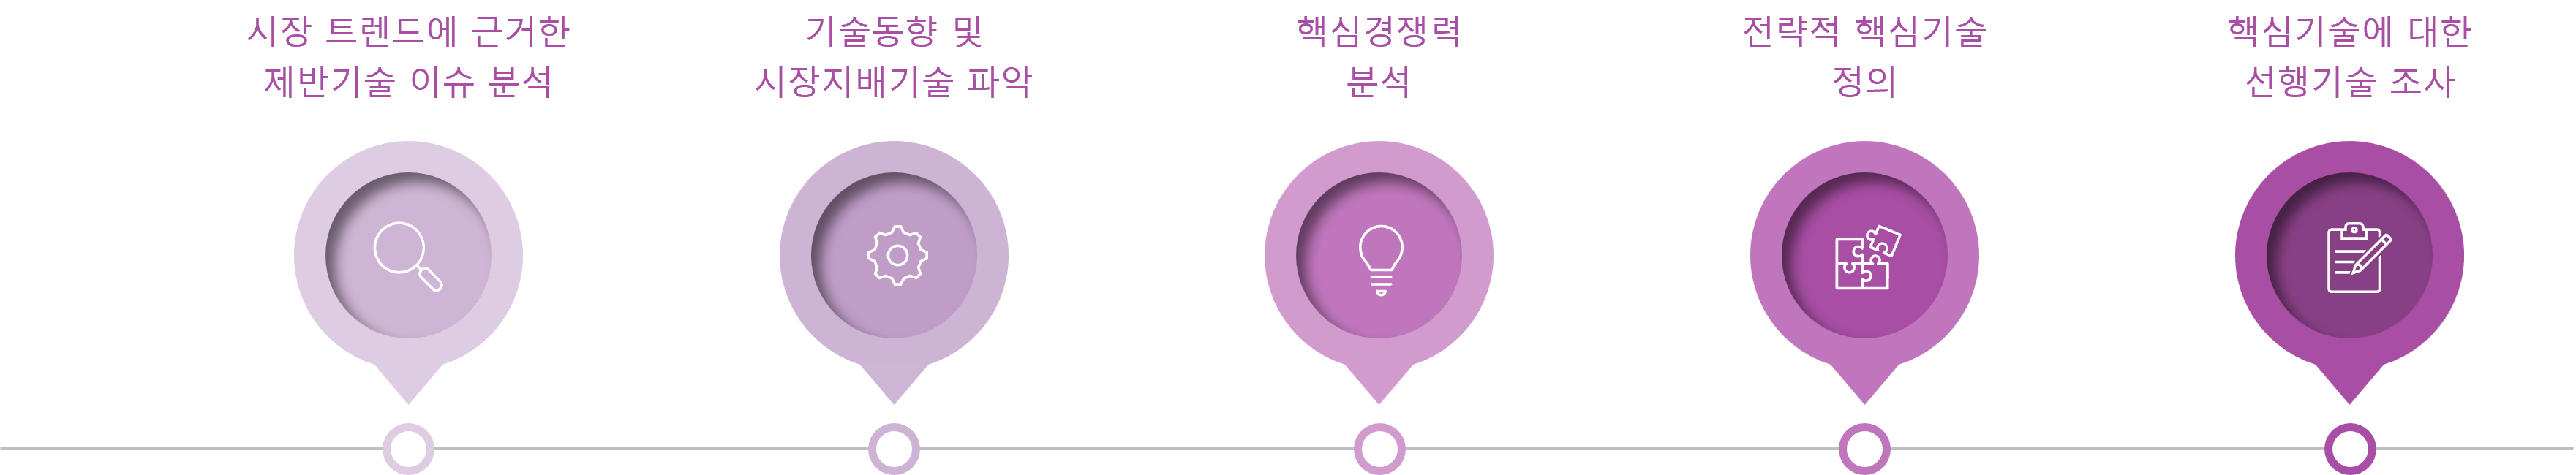 시장 트렌드에 근거한
제반기술 이슈 분석
기술동향 및
시장지배기술 파악
핵심경쟁력
분석
전략적 핵심기술
정의
핵심기술에 대한
선행기술 조사